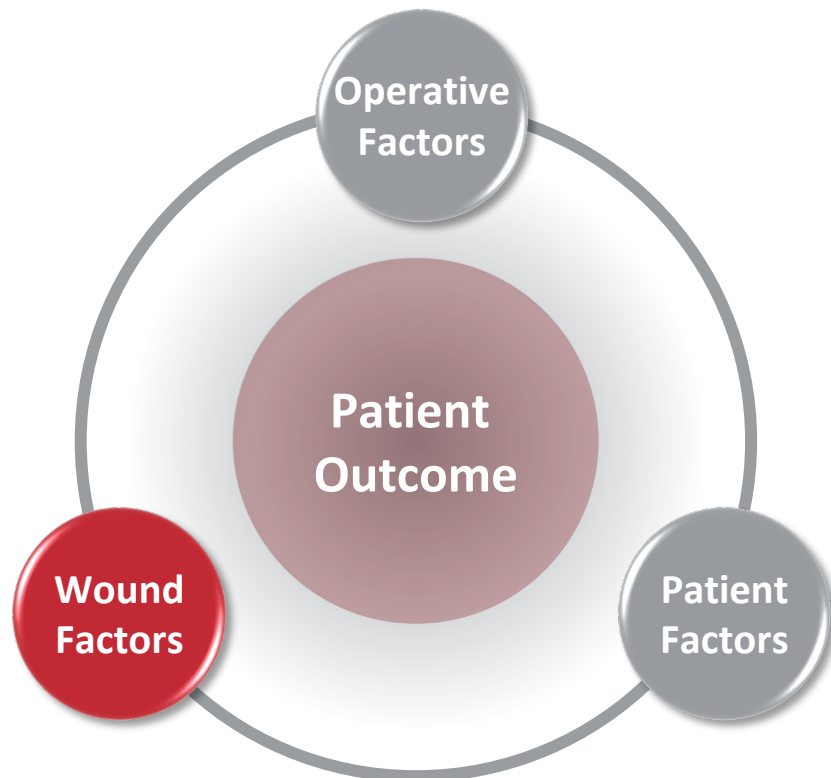 Operative
Factors
Patient
Outcome
Wound
Factors
Patient
Factors